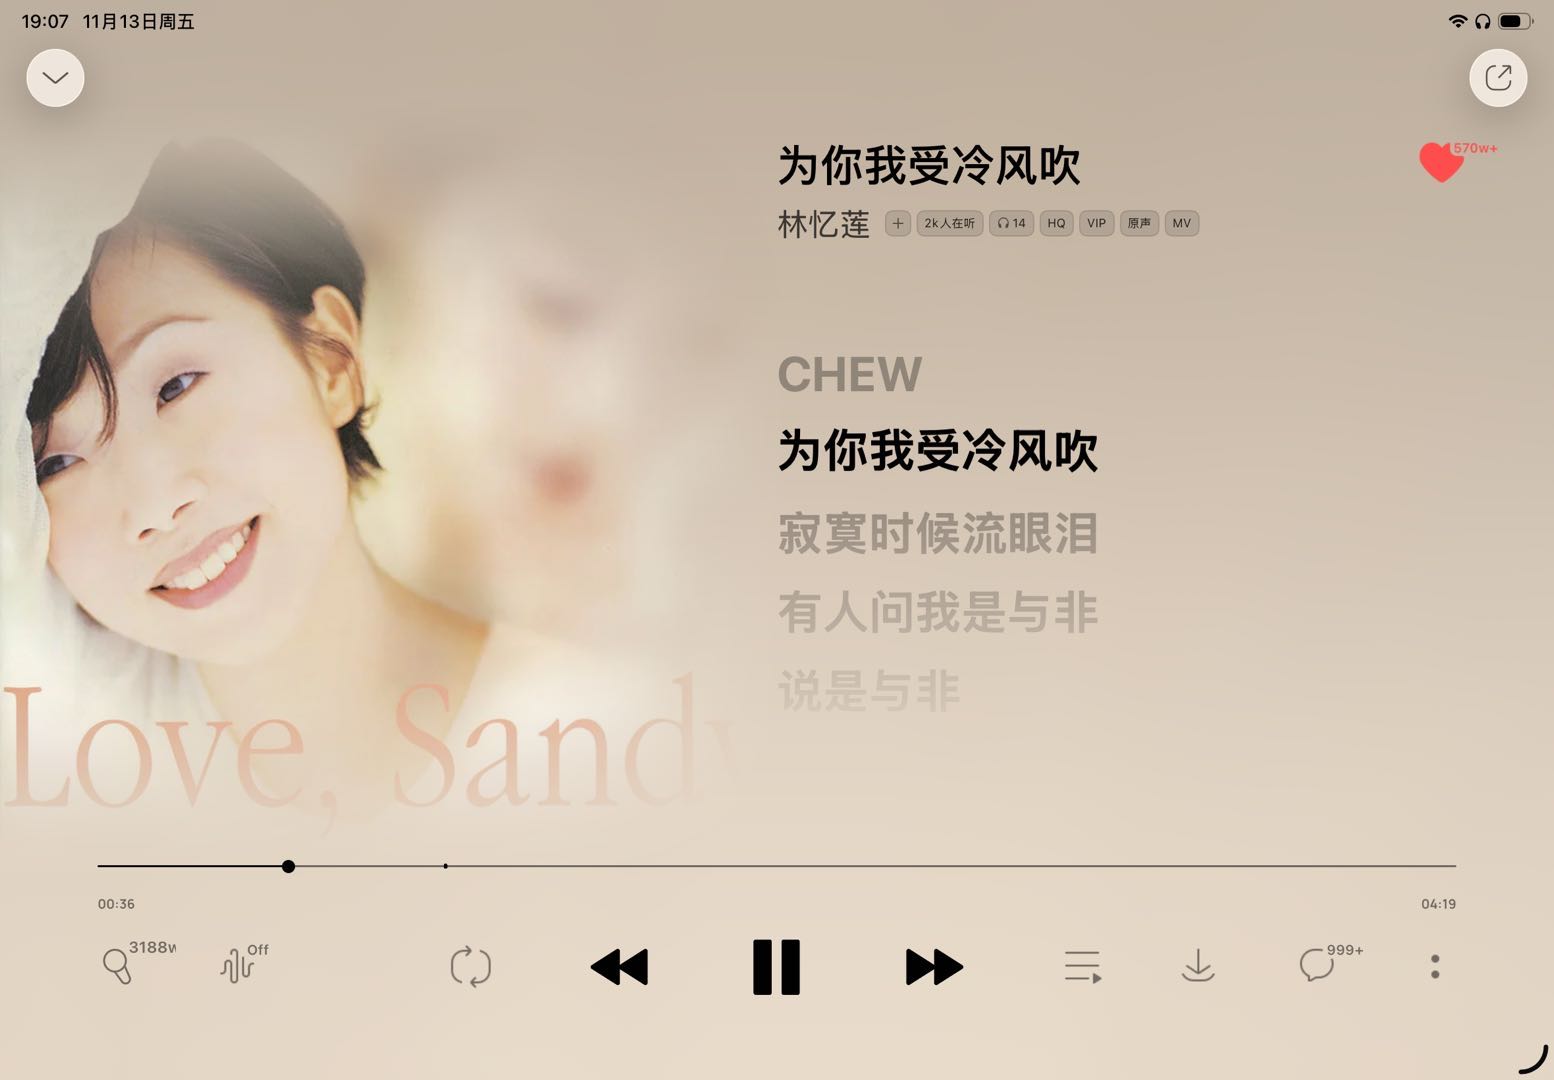 19:07 11月13日周五
为你我受冷风吹
570w+
林忆莲 + 2k人在听 14 HQ VIP 原声 MV
CHEW
为你我受冷风吹
寂寞时候流眼泪
有人问我是与非
说是与非
Love, Sandy
00:36 04:19
3188w Off 999+